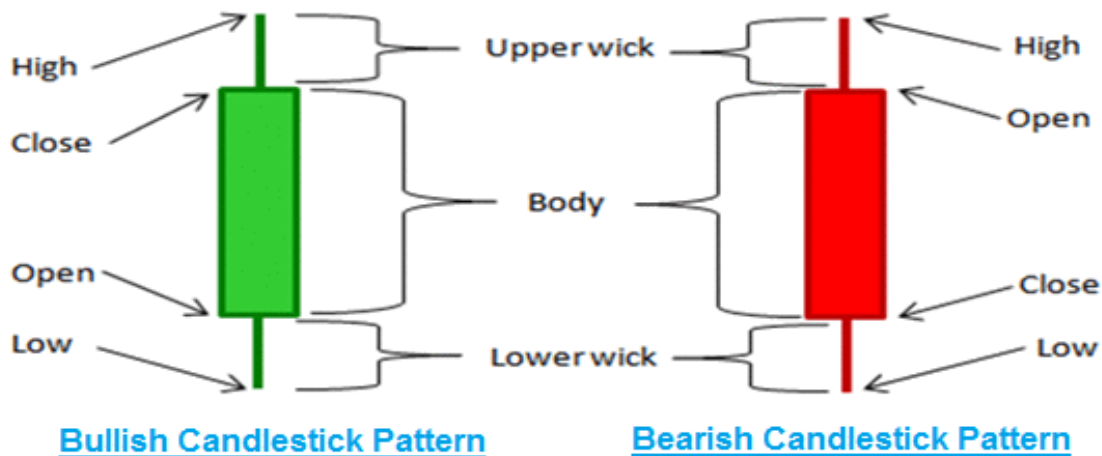 High
Upper wick
High
Close
Open
Body
Open
Close
Low
Lower wick
Low
Bullish Candlestick Pattern
Bearish Candlestick Pattern